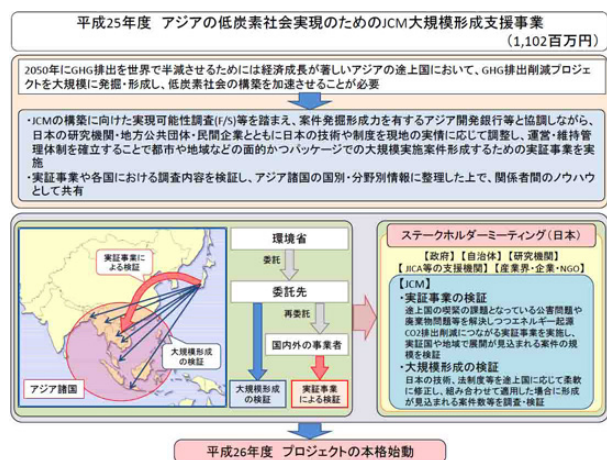 平成25年度　アジアの低炭素社会実現のためのJCM大規模形成支援事業
（1,102百万円）
2050年にGHG排出を世界で半減させるためには経済成長が著しいアジアの途上国において、GHG排出削減プロジェ
クトを大規模に発掘・形成し、低炭素社会の構築を加速させることが必要
・JCMの構築に向けた実現可能性調査(F/S)等を踏まえ、案件発掘形成力を有するアジア開発銀行等と協調しながら、
日本の研究機関・地方公共団体・民間企業とともに日本の技術や制度を現地の実情に応じて調整し、運営・維持管
理体制を確立することで都市や地域などの面的かつパッケージでの大規模実施案件形成するための実証事業を実
施
・実証事業や各国における調査内容を検証し、アジア諸国の国別・分野別情報に整理した上で、関係者間のノウハウ
として共有
実証事業に
よる検証
大規模形成
の検証
アジア諸国
環境省
委託
委託先
再委託
国内外の事業者
大規模形成
の検証
実証事業
による検証
ステークホルダーミーティング（日本）
【政府】【自治体】【研究機関】
【JICA等の支援機関】【産業界・企業・NGO】
【JCM】
・実証事業の検証
途上国の喫緊の課題となっている公害問題や
廃棄物問題等を解決しつつエネルギー起源
CO2排出削減につながる実証事業を実施し、
実証国や地域で展開が見込まれる案件の規
模を検証
・大規模形成の検証
日本の技術、法制度等を途上国に応じて柔軟
に修正し、組み合わせて適用した場合に形成
が見込まれる案件数等を調査・検証
平成26年度　プロジェクトの本格始動